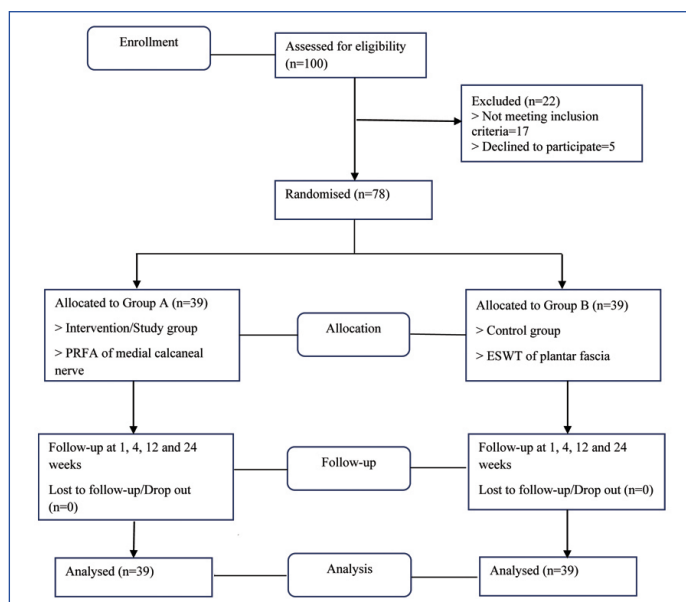 Enrollment
Assessed for eligibility
(n=100)
Excluded (n=22)
> Not meeting inclusion
criteria=17
> Declined to participate=5
Randomised (n=78)
Allocated to Group A (n=39)
> Intervention/Study group
> PRFA of medial calcaneal
nerve
Allocation
Allocated to Group B (n=39)
> Control group
> ESWT of plantar fascia
Follow-up at 1, 4, 12 and 24
weeks
Lost to follow-up/Drop out
(n=0)
Follow-up
Follow-up at 1, 4, 12 and 24
weeks
Lost to follow-up/Drop out (n=0)
Analysed (n=39)
Analysis
Analysed (n=39)